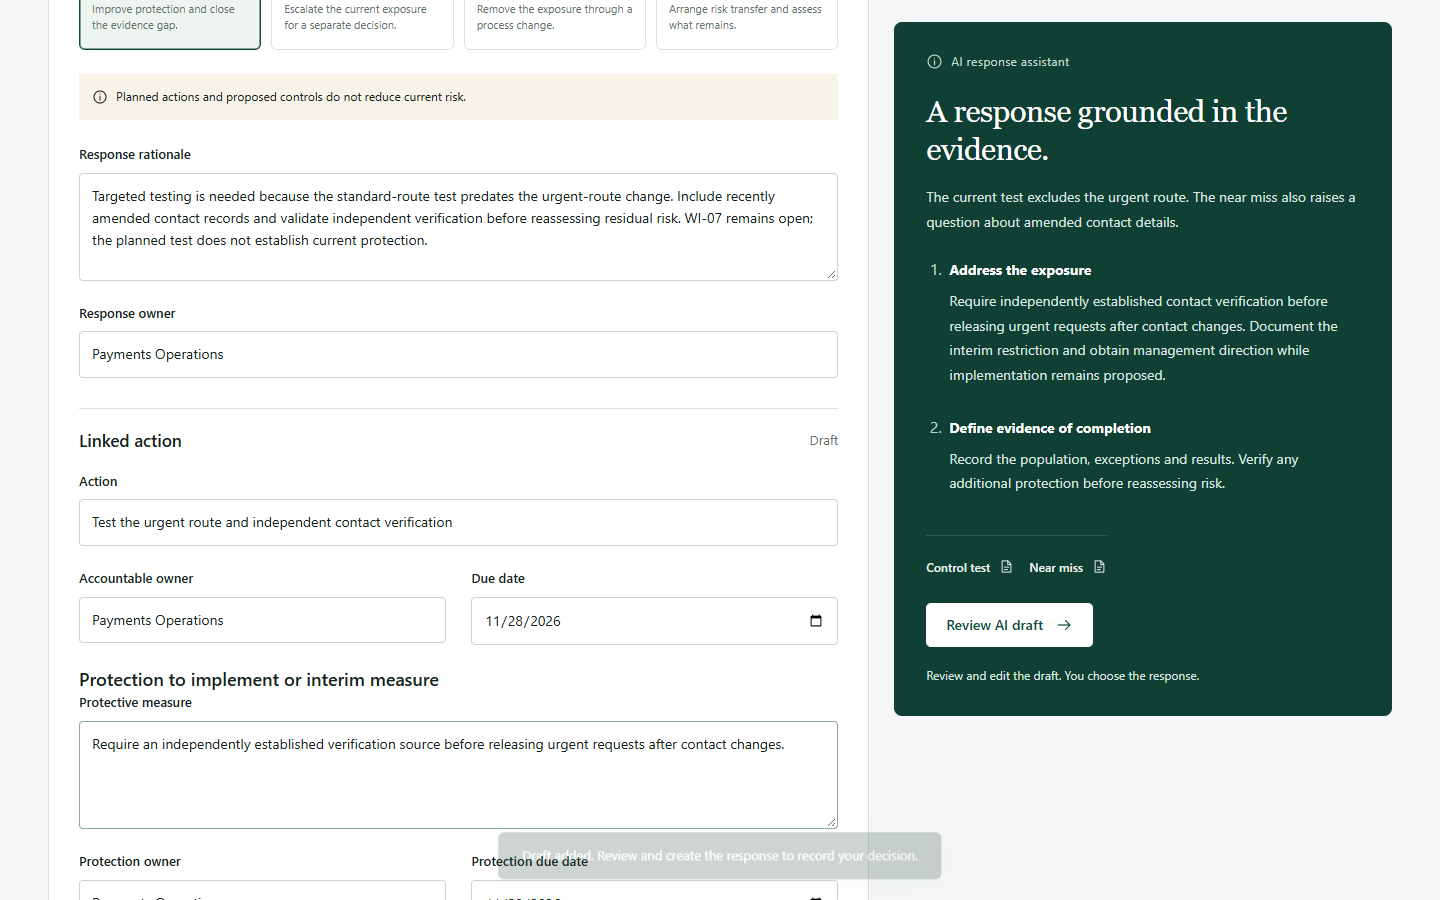 Improve protection and close
the evidence gap.
Escalate the current exposure
for a separate decision.
Remove the exposure through a
process change.
Arrange risk transfer and assess
what remains.
Planned actions and proposed controls do not reduce current risk.
Response rationale
Targeted testing is needed because the standard-route test predates the urgent-route change. Include recently
amended contact records and validate independent verification before reassessing residual risk. WI-07 remains open;
the planned test does not establish current protection.
Response owner
Payments Operations
Linked action
Draft
Action
Test the urgent route and independent contact verification
Accountable owner
Due date
Payments Operations
11/28/2026
Protection to implement or interim measure
Protective measure
Require an independently established verification source before releasing urgent requests after contact changes.
Protection owner
Protection due date
Draft added. Review and create the response to record your decision.
AI response assistant
A response grounded in the
evidence.
The current test excludes the urgent route. The near miss also raises a
question about amended contact details.
1. Address the exposure
Require independently established contact verification before
releasing urgent requests after contact changes. Document the
interim restriction and obtain management direction while
implementation remains proposed.
2. Define evidence of completion
Record the population, exceptions and results. Verify any
additional protection before reassessing risk.
Control test
Near miss
Review AI draft
Review and edit the draft. You choose the response.